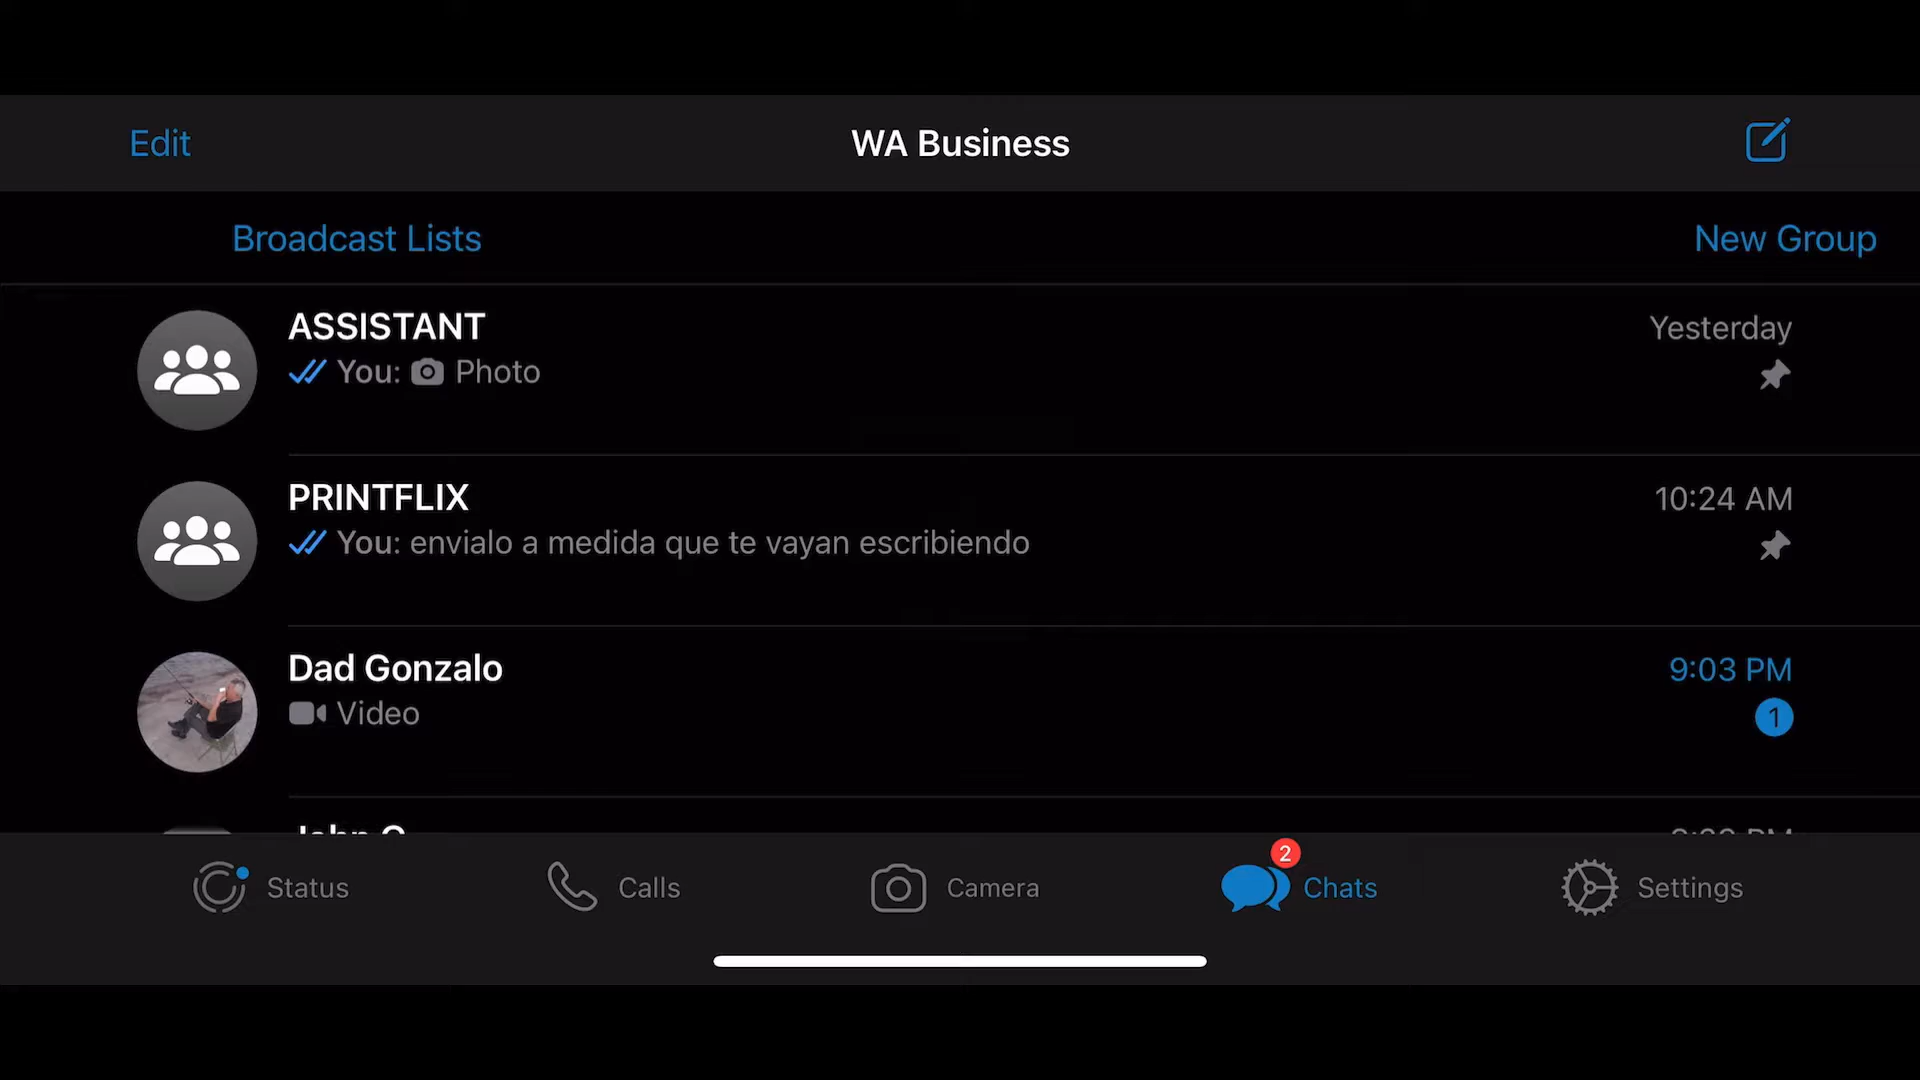 Edit
WA Business
Broadcast Lists
New Group
ASSISTANT
Yesterday
You: Photo
PRINTFLIX
10:24 AM
You: envialo a medida que te vayan escribiendo
Dad Gonzalo
9:03 PM
Video
1
2
Status
Calls
Camera
Chats
Settings